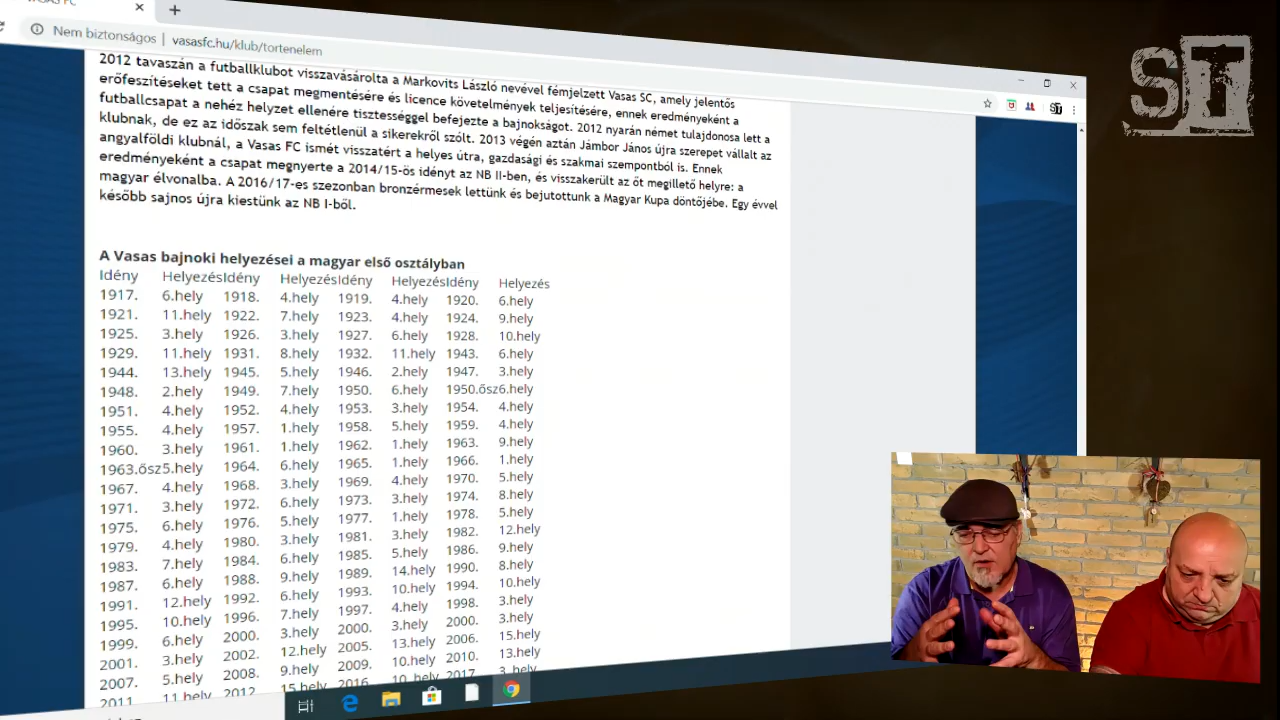 Nem biztonságos | vasasfc.hu/klub/tortenelem
ST
2012 tavaszán a futballklubot visszavásárolta a Markovits László nevével fémjelzett Vasas SC, amely jelentős
erőfeszítéseket tett a csapat megmentésére és licence követelmények teljesítésére, ennek eredményeként a
futballcsapat a nehéz helyzet ellenére tisztességgel befejezte a bajnokságot. 2012 nyarán német tulajdonosa lett a
klubnak, de ez az időszak sem feltétlenül a sikerekről szólt. 2013 végén aztán Jámbor János újra szerepet vállalt az
angyalföldi klubnál, a Vasas FC ismét visszatért a helyes útra, gazdasági és szakmai szempontból is. Ennek
eredményeként a csapat megnyerte a 2014/15-ös idényt az NB II-ben, és visszakerült az őt megillető helyre: a
magyar élvonalba. A 2016/17-es szezonban bronzérmesek lettünk és bejutottunk a Magyar Kupa döntőjébe. Egy évvel
később sajnos újra kiestünk az NB I-ből.
A Vasas bajnoki helyezései a magyar első osztályban
Idény HelyezésIdény HelyezésIdény HelyezésIdény Helyezés
1917. 6.hely 1918. 4.hely 1919. 4.hely 1920. 6.hely
1921. 11.hely 1922. 7.hely 1923. 4.hely 1924. 9.hely
1925. 3.hely 1926. 3.hely 1927. 6.hely 1928. 10.hely
1929. 11.hely 1931. 8.hely 1932. 11.hely 1943. 6.hely
1944. 13.hely 1945. 5.hely 1946. 2.hely 1947. 3.hely
1948. 2.hely 1949. 7.hely 1950. 6.hely 1950.ősz6.hely
1951. 4.hely 1952. 4.hely 1953. 3.hely 1954. 4.hely
1955. 4.hely 1957. 1.hely 1958. 5.hely 1959. 4.hely
1960. 3.hely 1961. 1.hely 1962. 1.hely 1963. 9.hely
1963.ősz5.hely 1964. 6.hely 1965. 1.hely 1966. 1.hely
1967. 4.hely 1968. 3.hely 1969. 4.hely 1970. 5.hely
1971. 3.hely 1972. 6.hely 1973. 3.hely 1974. 8.hely
1975. 6.hely 1976. 5.hely 1977. 1.hely 1978. 5.hely
1979. 4.hely 1980. 3.hely 1981. 3.hely 1982. 12.hely
1983. 7.hely 1984. 6.hely 1985. 5.hely 1986. 9.hely
1987. 6.hely 1988. 9.hely 1989. 14.hely 1990. 8.hely
1991. 12.hely 1992. 6.hely 1993. 10.hely 1994. 10.hely
1995. 10.hely 1996. 7.hely 1997. 4.hely 1998. 3.hely
1999. 6.hely 2000. 3.hely 2000. 3.hely 2000. 3.hely
2001. 3.hely 2002. 12.hely 2005. 13.hely 2006. 15.hely
2007. 5.hely 2008. 9.hely 2009. 10.hely 2010. 13.hely
2011. 11.hely 2012. 15.hely 2016. 10.hely 2017. 3.hely